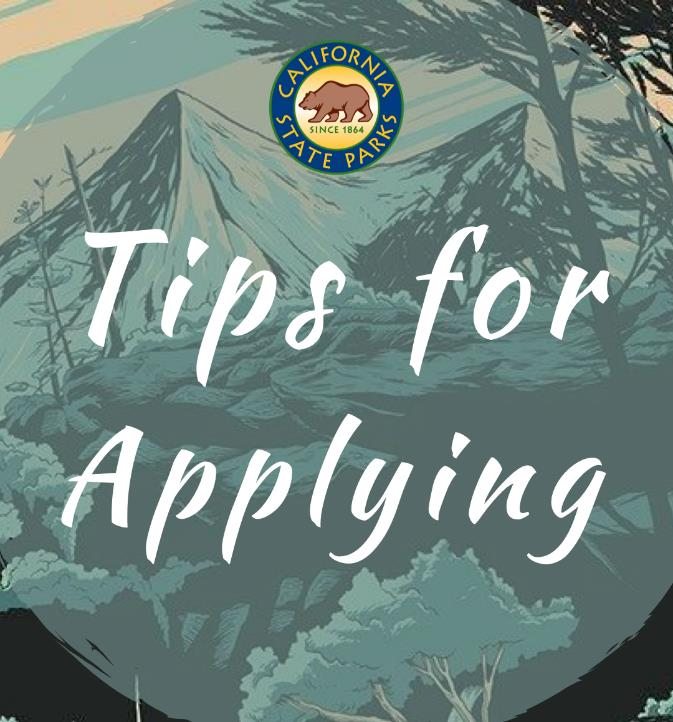 CALIFORNIA
SINCE 1864
STATE PARKS
Tips for
Applying